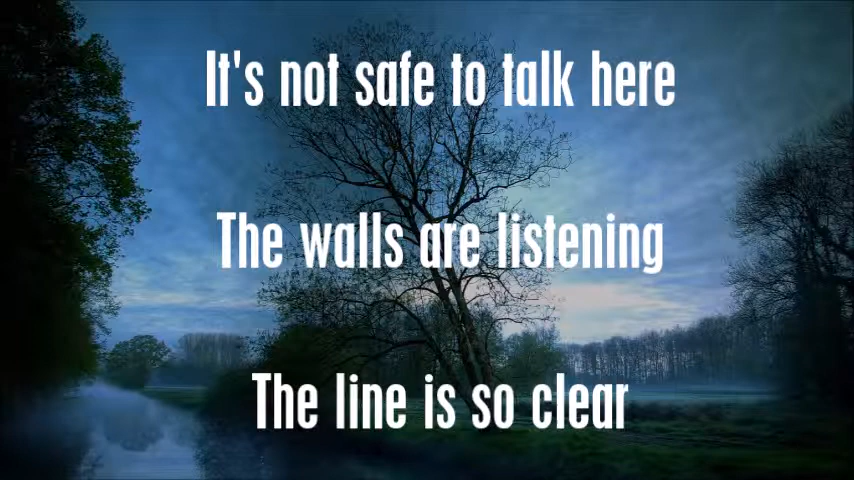 It's not safe to talk here
The walls are listening
The line is so clear